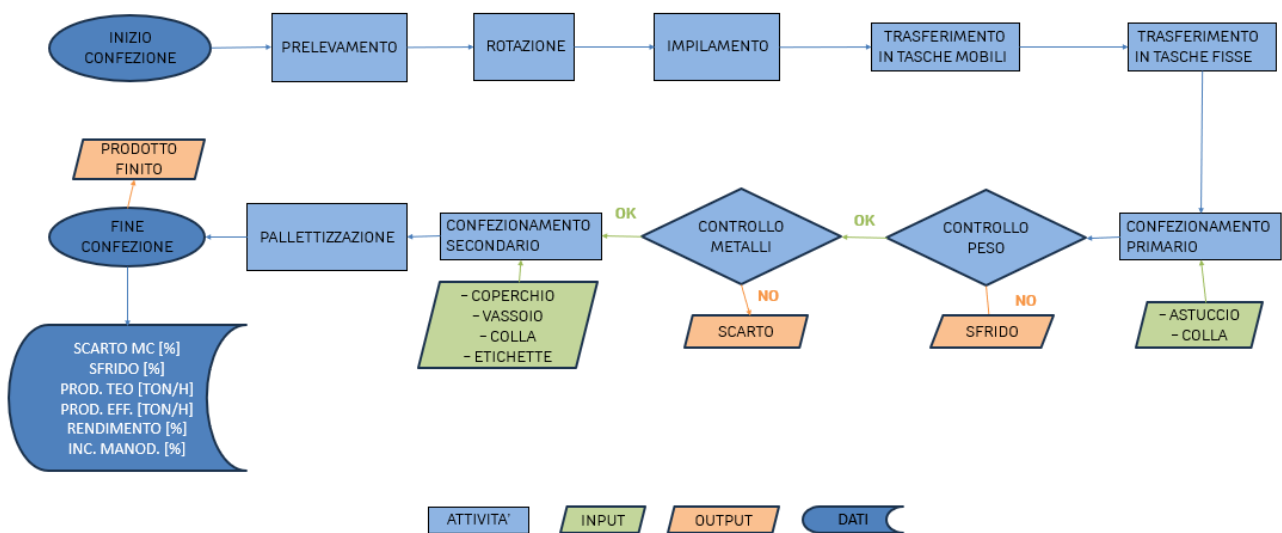 INIZIO
CONFEZIONE
PRELEVAMENTO
ROTAZIONE
IMPILAMENTO
TRASFERIMENTO
IN TASCHE MOBILI
TRASFERIMENTO
IN TASCHE FISSE
PRODOTTO
FINITO
FINE
CONFEZIONE
PALLETTIZZAZIONE
CONFEZIONAMENTO
SECONDARIO
OK
CONTROLLO
METALLI
OK
CONTROLLO
PESO
CONFEZIONAMENTO
PRIMARIO
– COPERCHIO
– VASSOIO
– COLLA
– ETICHETTE
NO
SCARTO
NO
SFRIDO
– ASTUCCIO
– COLLA
SCARTO MC [%]
SFRIDO [%]
PROD. TEO [TON/H]
PROD. EFF. [TON/H]
RENDIMENTO [%]
INC. MANOD. [%]
ATTIVITA'
INPUT
OUTPUT
DATI